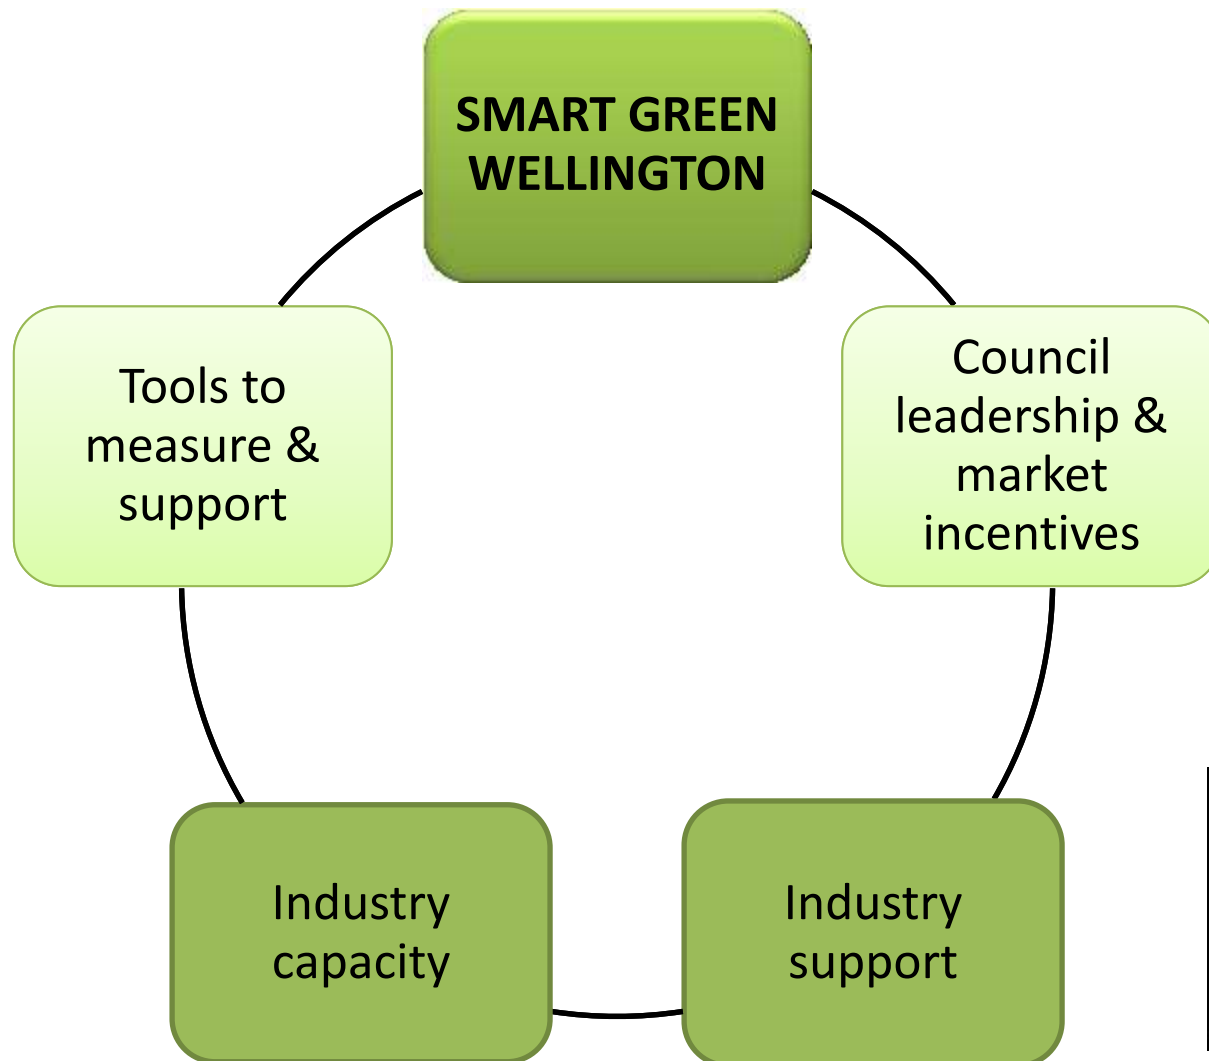 SMART GREEN
WELLINGTON
Tools to
measure &
support
Council
leadership &
market
incentives
Industry
capacity
Industry
support